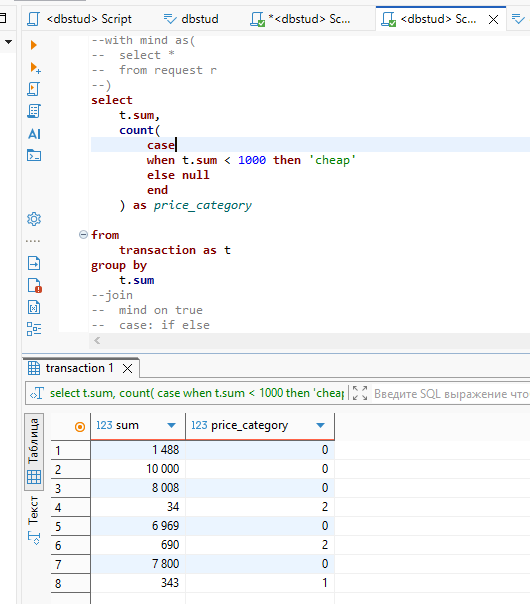 <dbstud> Script
dbstud
*<dbstud> Sc...
<dbstud> Sc...
--with mind as(
--  select *
--  from request r
--)
select
    t.sum,
    count(
        case
        when t.sum < 1000 then 'cheap'
        else null
        end
    ) as price_category
from
    transaction as t
group by
    t.sum
--join
--  mind on true
--  case: if else
AI
transaction 1
select t.sum, count( case when t.sum < 1000 then 'cheap
Введите SQL выражение что
Таблица
Текст
123 sum
123 price_category
1 1 488 0
2 10 000 0
3 8 008 0
4 34 2
5 6 969 0
6 690 2
7 7 800 0
8 343 1